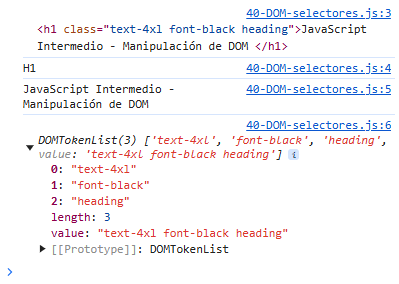 40-DOM-selectores.js:3
<h1 class="text-4xl font-black heading">JavaScript
Intermedio - Manipulación de DOM </h1>
H1 40-DOM-selectores.js:4
JavaScript Intermedio - 40-DOM-selectores.js:5
Manipulación de DOM
40-DOM-selectores.js:6
DOMTokenList(3) ['text-4xl', 'font-black', 'heading',
value: 'text-4xl font-black heading'] i
0: "text-4xl"
1: "font-black"
2: "heading"
length: 3
value: "text-4xl font-black heading"
[[Prototype]]: DOMTokenList